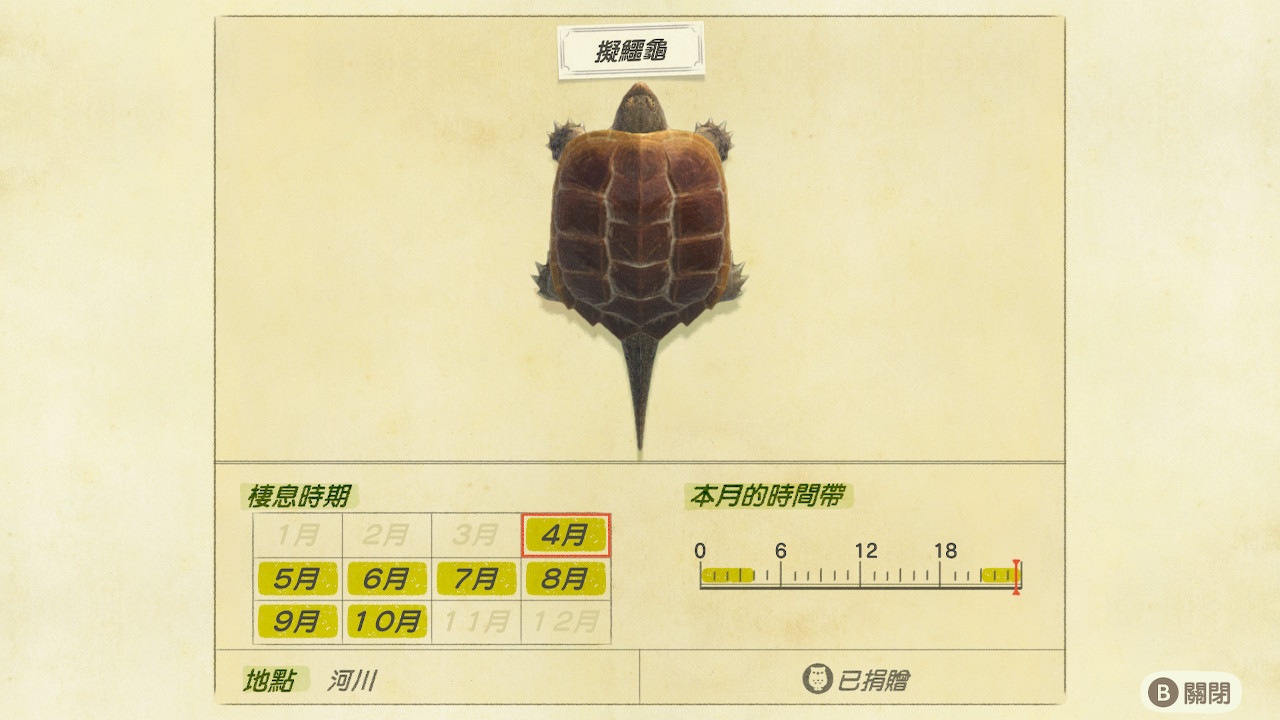 擬鱷龜
棲息時期
1月 2月 3月 4月
5月 6月 7月 8月
9月 10月 11月 12月
本月的時間帶
0 6 12 18
地點 河川
已捐贈
B 關閉